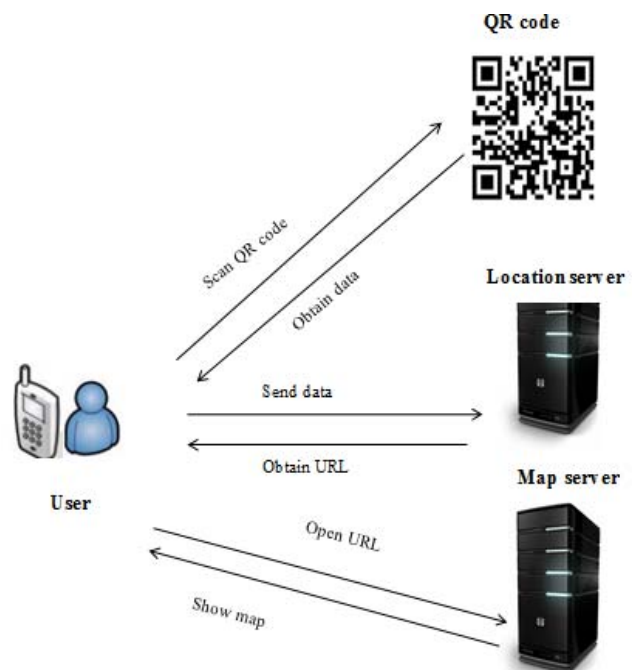 QR code
Scan QR code
Obtain data
Location server
Send data
Obtain URL
User
Map server
Open URL
Show map